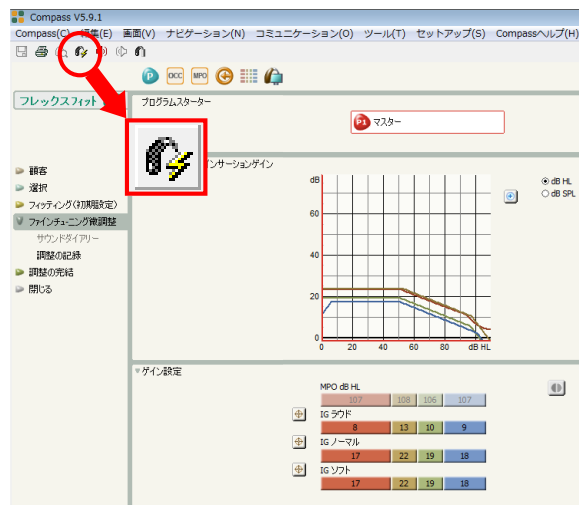 Compass V5.9.1
Compass(C) 編集(E) 画面(V) ナビゲーション(N) コミュニケーション(O) ツール(T) セットアップ(S) Compassヘルプ(H)
P OCC MPO
フレックスフィット
プログラムスターター
P1 マスター
ンサーションゲイン
顧客
選択
フィッティング(初期設定)
ファインチューニング微調整
サウンドダイアリー
調整の記録
調整の完結
閉じる
dB
60
40
20
0
0 20 40 60 80 dB HL
dB HL
dB SPL
ゲイン設定
MPO dB HL
107 108 106 107
IG ラウド
8 13 10 9
IG ノーマル
17 22 19 18
IG ソフト
17 22 19 18